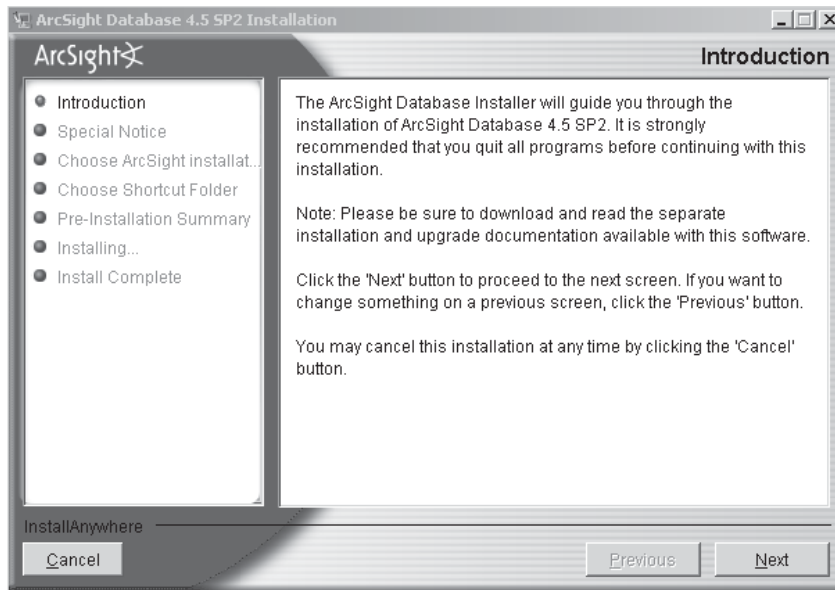 ArcSight Database 4.5 SP2 Installation
ArcSight
Introduction
Introduction
Special Notice
Choose ArcSight installat...
Choose Shortcut Folder
Pre-Installation Summary
Installing...
Install Complete
The ArcSight Database Installer will guide you through the
installation of ArcSight Database 4.5 SP2. It is strongly
recommended that you quit all programs before continuing with this
installation.
Note: Please be sure to download and read the separate
installation and upgrade documentation available with this software.
Click the 'Next' button to proceed to the next screen. If you want to
change something on a previous screen, click the 'Previous' button.
You may cancel this installation at any time by clicking the 'Cancel'
button.
InstallAnywhere
Cancel
Previous
Next